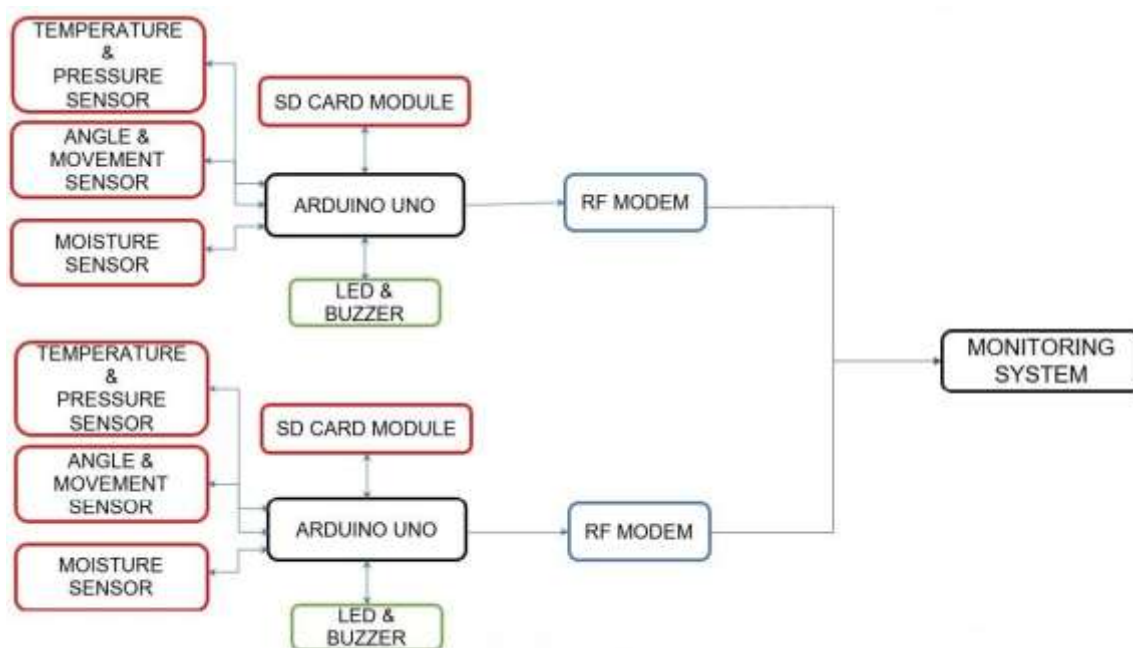 TEMPERATURE
&
PRESSURE
SENSOR
SD CARD MODULE
ANGLE &
MOVEMENT
SENSOR
ARDUINO UNO
RF MODEM
MOISTURE
SENSOR
LED &
BUZZER
MONITORING
SYSTEM
TEMPERATURE
&
PRESSURE
SENSOR
SD CARD MODULE
ANGLE &
MOVEMENT
SENSOR
ARDUINO UNO
RF MODEM
MOISTURE
SENSOR
LED &
BUZZER